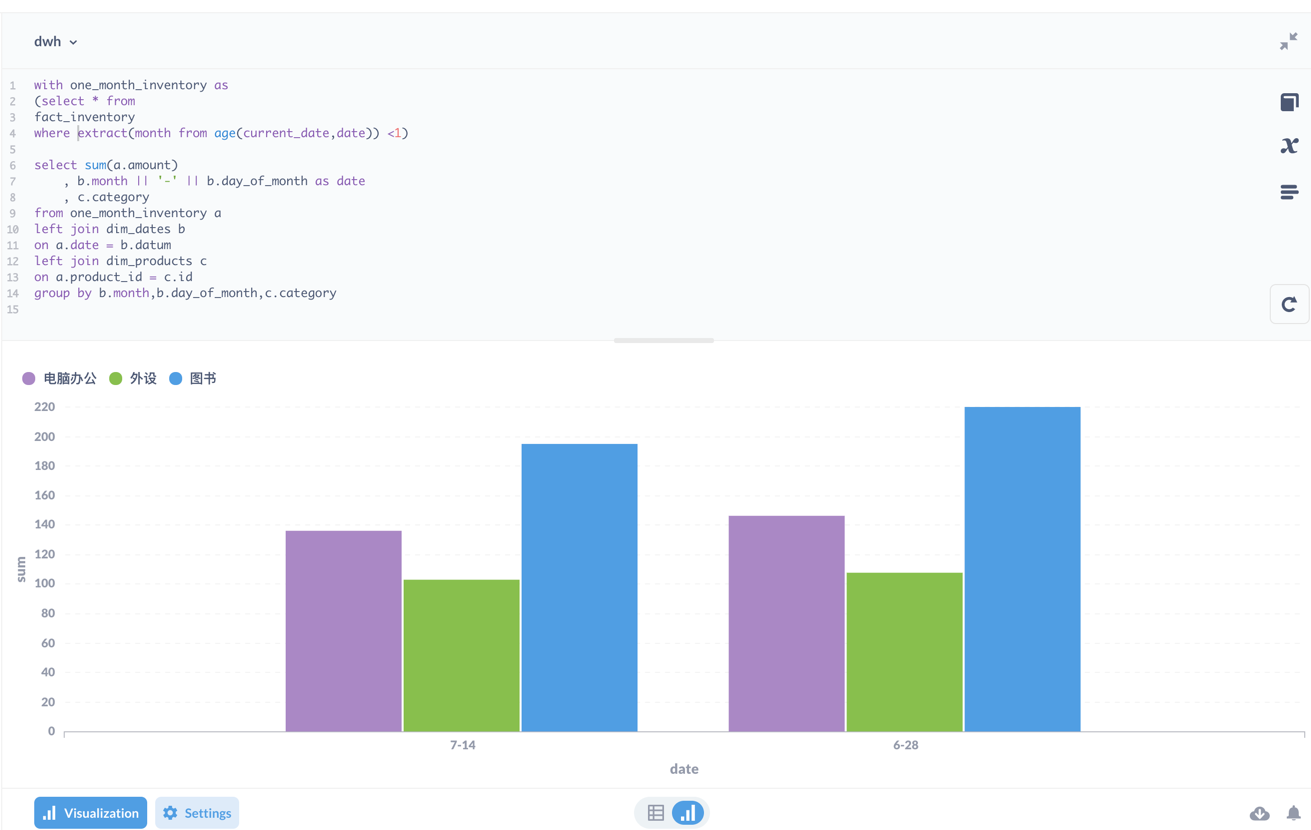 dwh
1 with one_month_inventory as
2 (select * from
3 fact_inventory
4 where extract(month from age(current_date,date)) <1)
5
6 select sum(a.amount)
7 , b.month || '-' || b.day_of_month as date
8 , c.category
9 from one_month_inventory a
10 left join dim_dates b
11 on a.date = b.datum
12 left join dim_products c
13 on a.product_id = c.id
14 group by b.month,b.day_of_month,c.category
15
电脑办公 外设 图书
220
200
180
160
140
120
100
80
60
40
20
0
sum
7-14 6-28
date
Visualization Settings